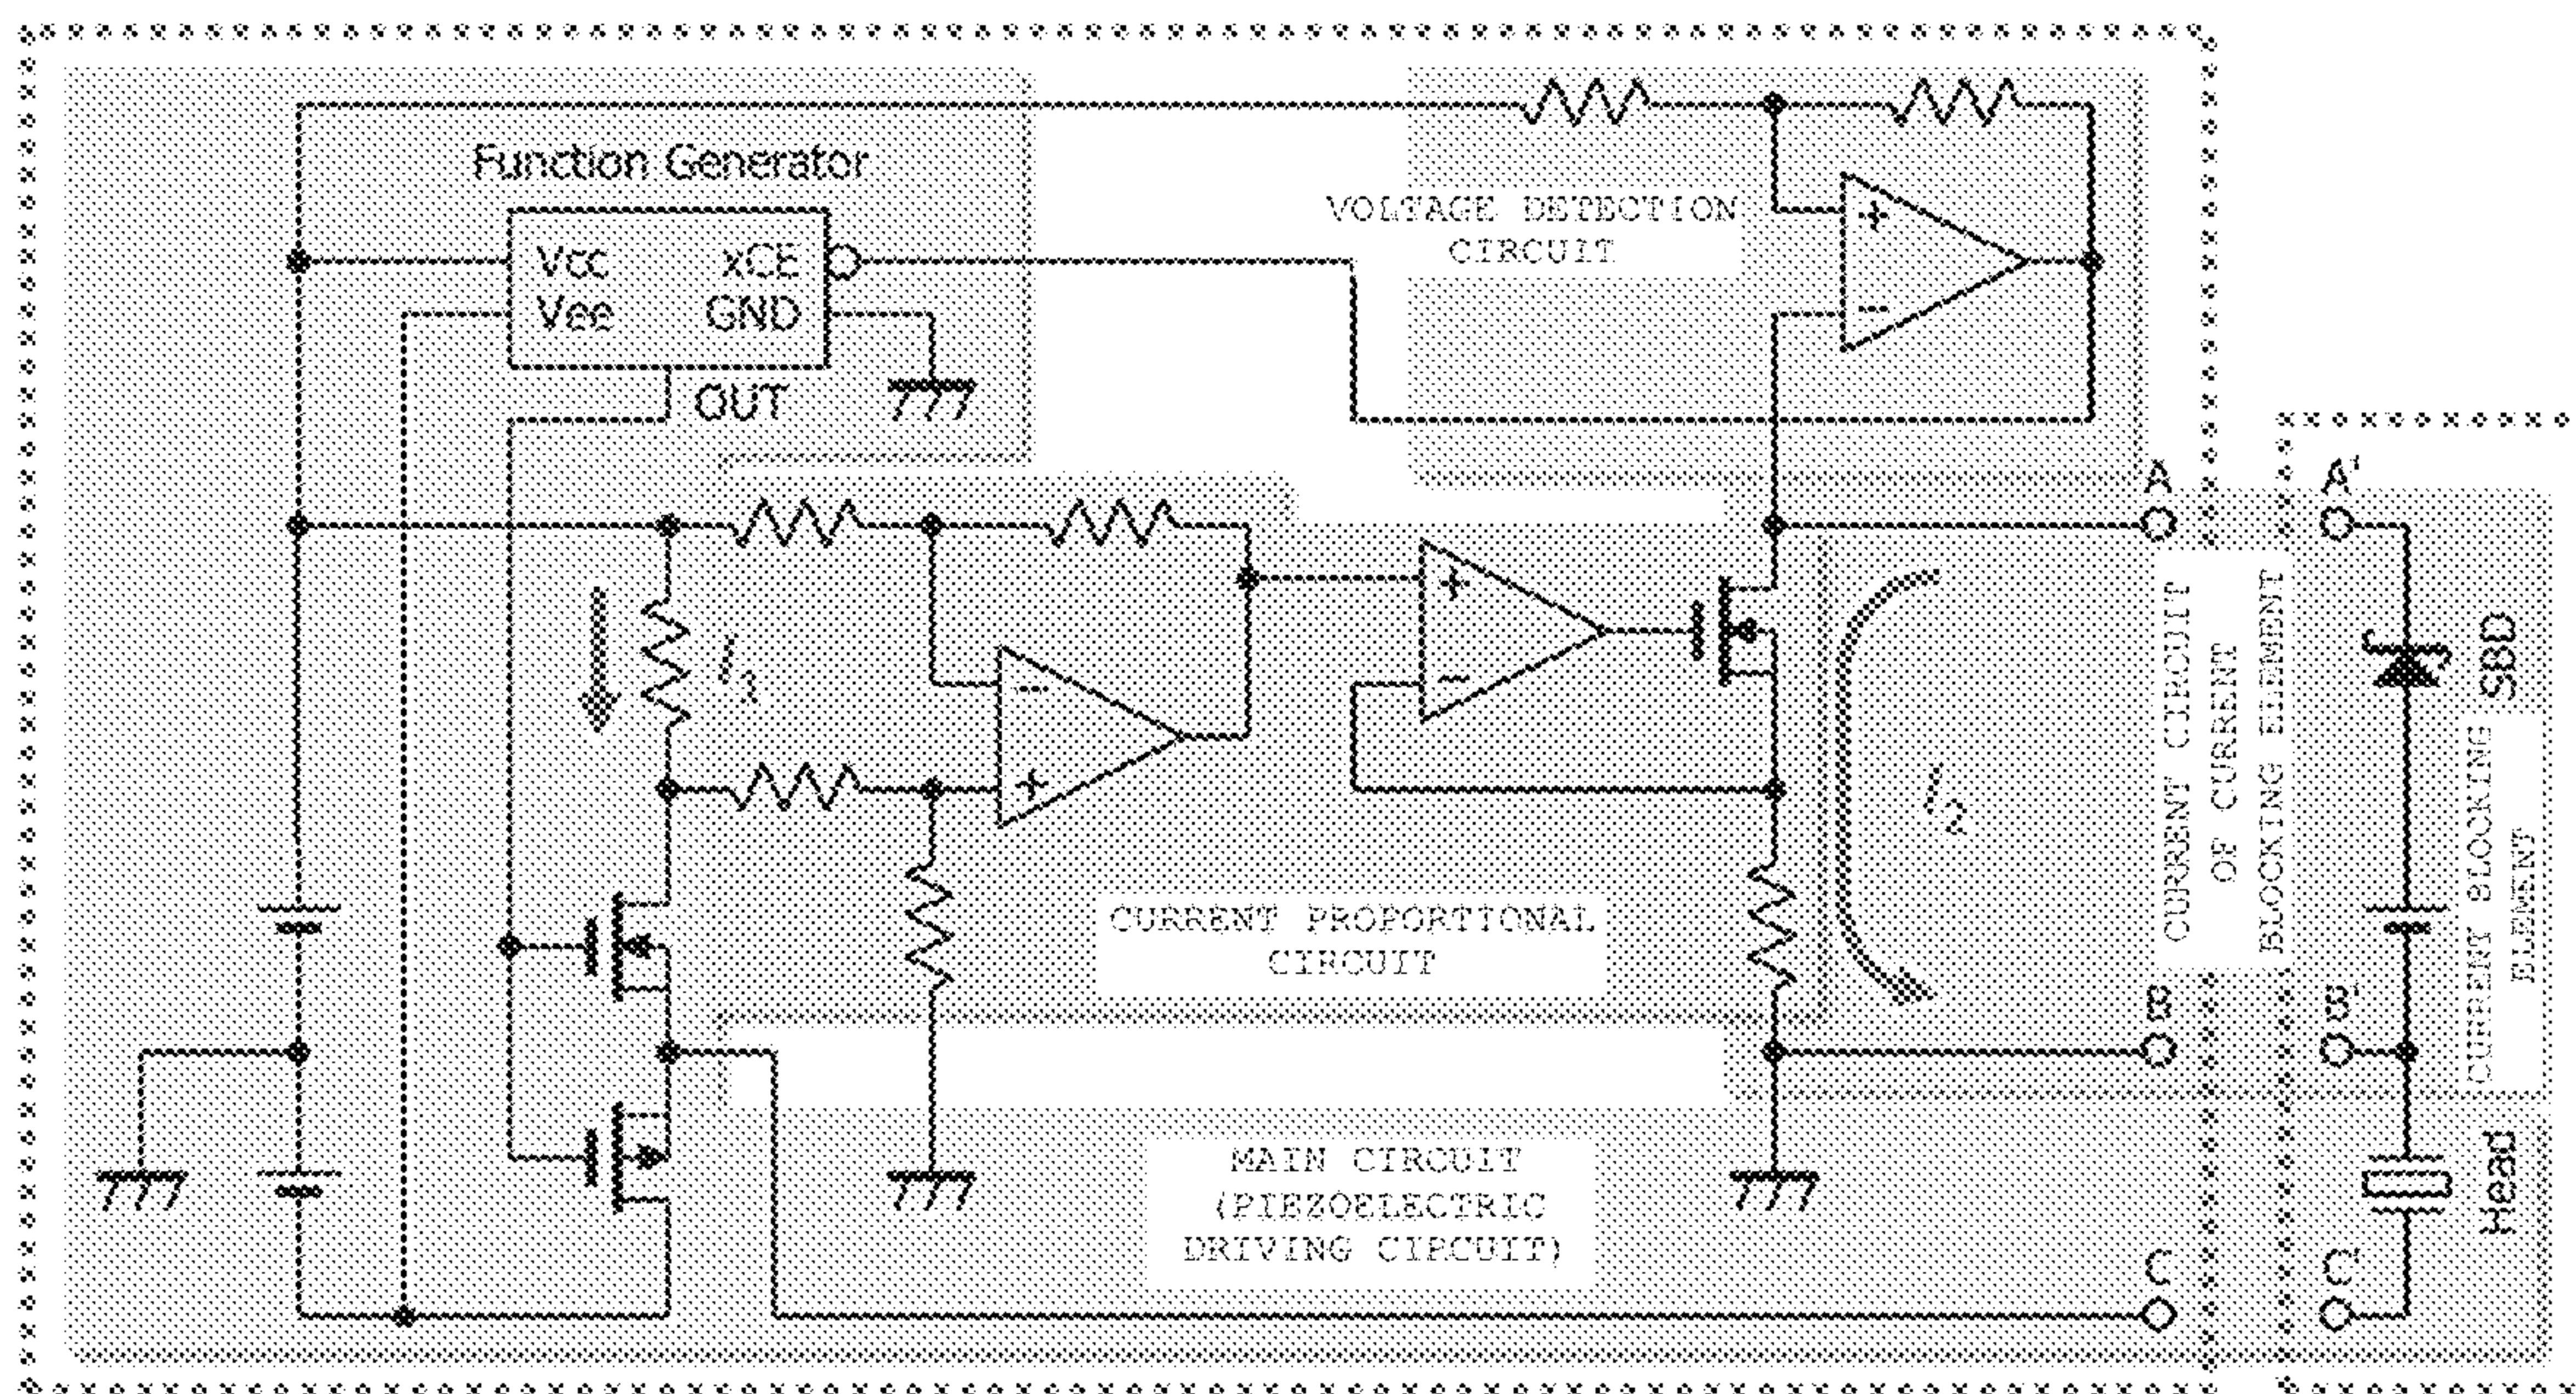 Function Generator
Vcc
xCE
Vee
GND
OUT
VOLTAGE DETECTION
CIRCUIT
+
−
A
A'
I1
−
+
+
−
I2
CURRENT PROPORTIONAL
CIRCUIT
CURRENT CIRCUIT
OF CURRENT
BLOCKING ELEMENT
SBD
CURRENT BLOCKING
ELEMENT
B
B'
MAIN CIRCUIT
(PIEZOELECTRIC
DRIVING CIRCUIT)
Head
C
C'